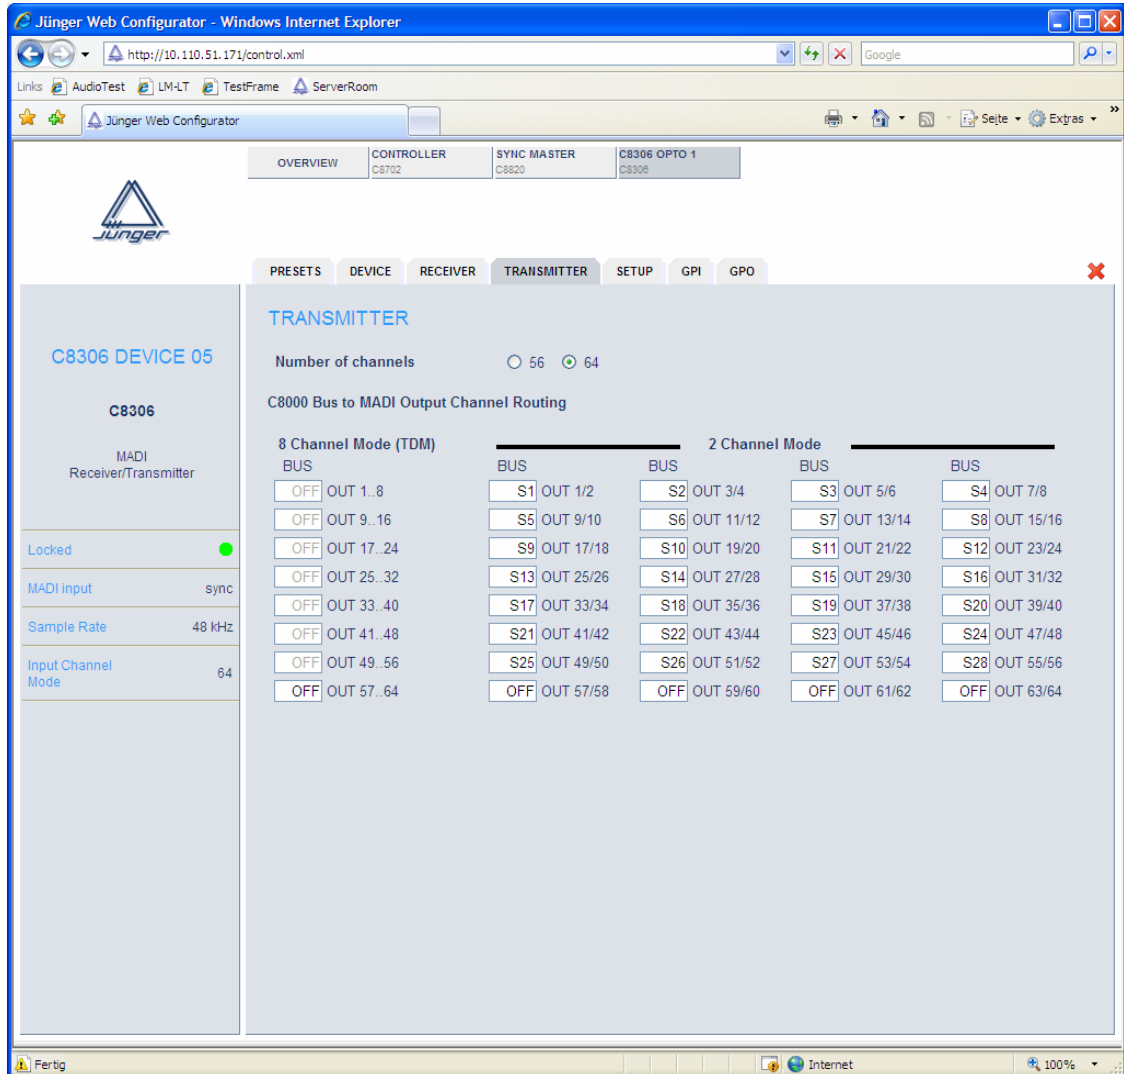 Jünger Web Configurator - Windows Internet Explorer
http://10.110.51.171/control.xml
Google
Links AudioTest LM-LT TestFrame ServerRoom
Jünger Web Configurator
Seite Extras
OVERVIEW CONTROLLER SYNC MASTER C8306 OPTO 1
C8702 C8820 C8306
Jünger
PRESETS DEVICE RECEIVER TRANSMITTER SETUP GPI GPO
C8306 DEVICE 05
C8306
MADI
Receiver/Transmitter
Locked
MADI input sync
Sample Rate 48 kHz
Input Channel
Mode 64
TRANSMITTER
Number of channels 56 64
C8000 Bus to MADI Output Channel Routing
8 Channel Mode (TDM) 2 Channel Mode
BUS BUS BUS BUS BUS
OFF OUT 1..8 S1 OUT 1/2 S2 OUT 3/4 S3 OUT 5/6 S4 OUT 7/8
OFF OUT 9..16 S5 OUT 9/10 S6 OUT 11/12 S7 OUT 13/14 S8 OUT 15/16
OFF OUT 17..24 S9 OUT 17/18 S10 OUT 19/20 S11 OUT 21/22 S12 OUT 23/24
OFF OUT 25..32 S13 OUT 25/26 S14 OUT 27/28 S15 OUT 29/30 S16 OUT 31/32
OFF OUT 33..40 S17 OUT 33/34 S18 OUT 35/36 S19 OUT 37/38 S20 OUT 39/40
OFF OUT 41..48 S21 OUT 41/42 S22 OUT 43/44 S23 OUT 45/46 S24 OUT 47/48
OFF OUT 49..56 S25 OUT 49/50 S26 OUT 51/52 S27 OUT 53/54 S28 OUT 55/56
OFF OUT 57..64 OFF OUT 57/58 OFF OUT 59/60 OFF OUT 61/62 OFF OUT 63/64
Fertig Internet 100%